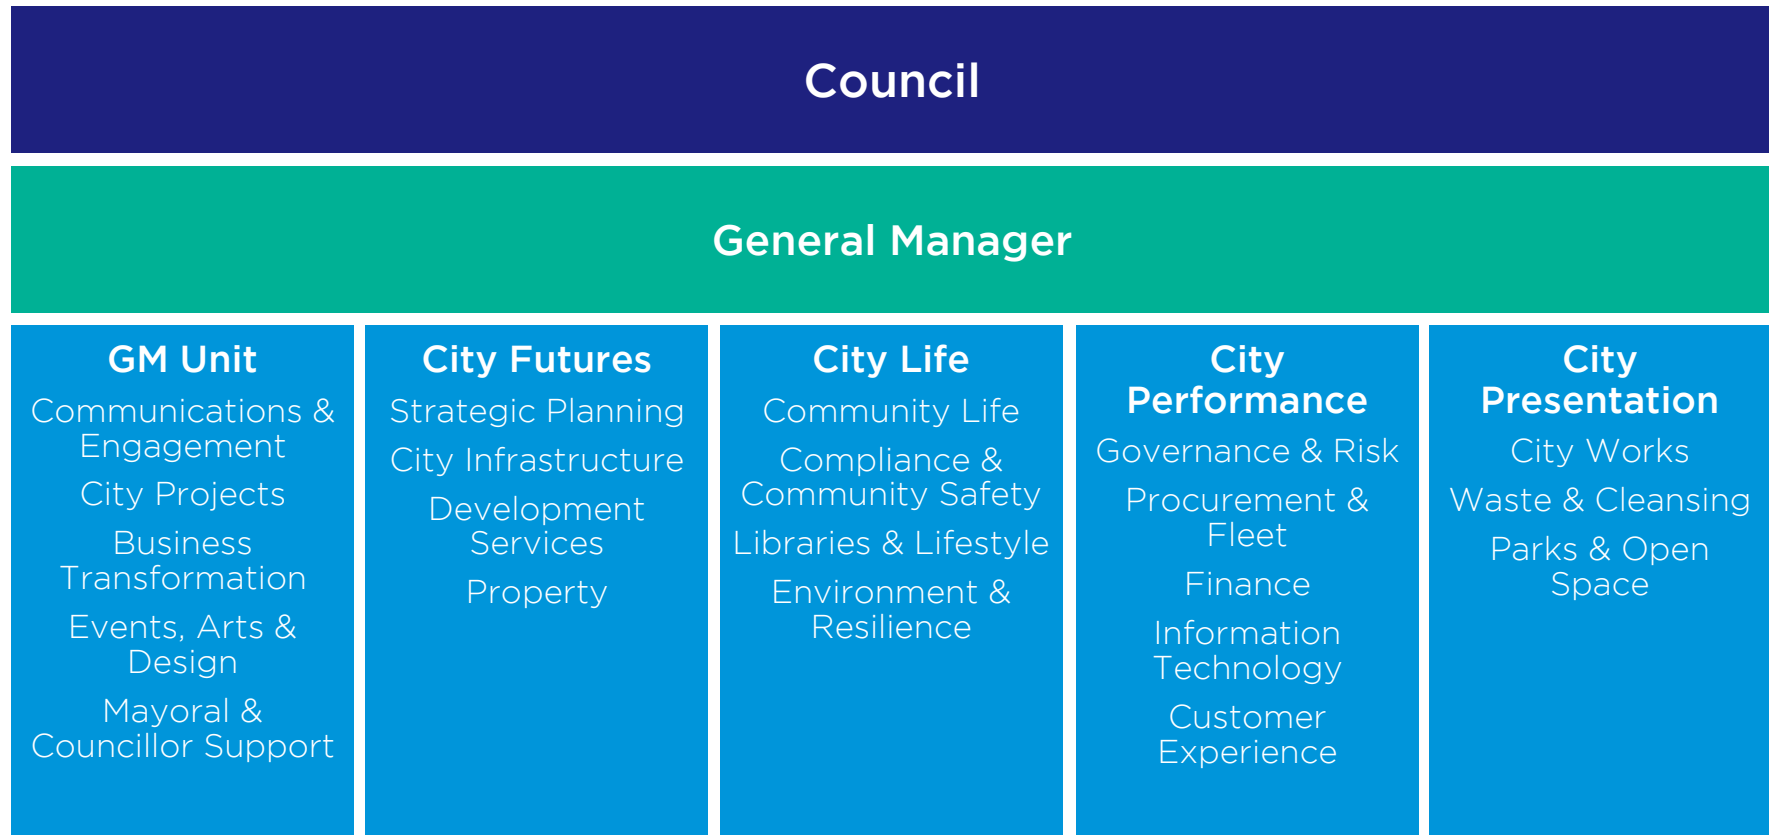 Council
General Manager
GM Unit
Communications &
Engagement
City Projects
Business
Transformation
Events, Arts &
Design
Mayoral &
Councillor Support
City Futures
Strategic Planning
City Infrastructure
Development
Services
Property
City Life
Community Life
Compliance &
Community Safety
Libraries & Lifestyle
Environment &
Resilience
City
Performance
Governance & Risk
Procurement &
Fleet
Finance
Information
Technology
Customer
Experience
City
Presentation
City Works
Waste & Cleansing
Parks & Open
Space